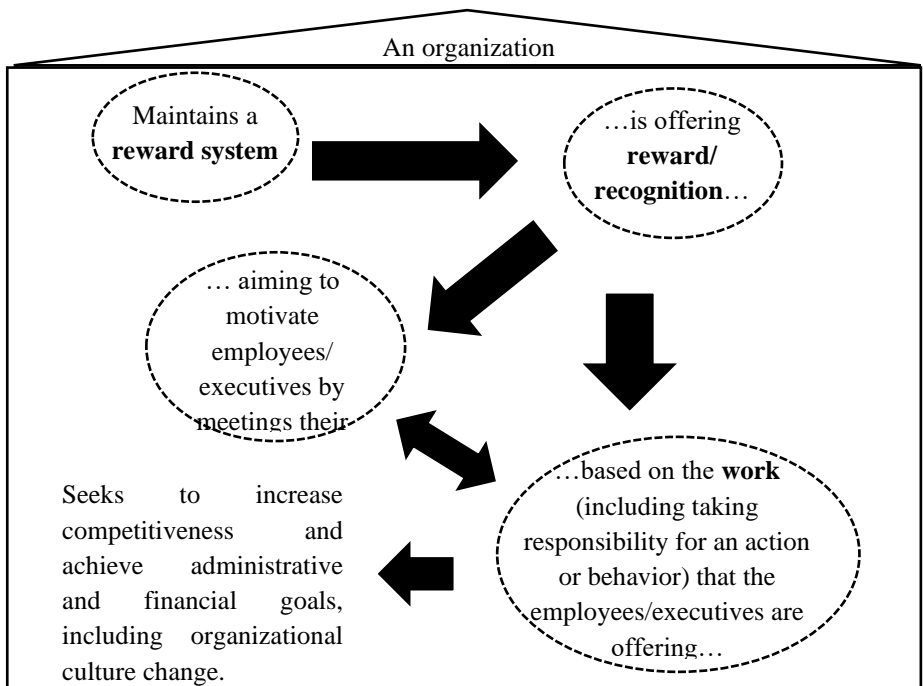 An organization
Maintains a
reward system
…is offering
reward/
recognition…
… aiming to
motivate
employees/
executives by
meetings their
…based on the work
(including taking
responsibility for an action
or behavior) that the
employees/executives are
offering…
Seeks to increase
competitiveness and
achieve administrative
and financial goals,
including organizational
culture change.